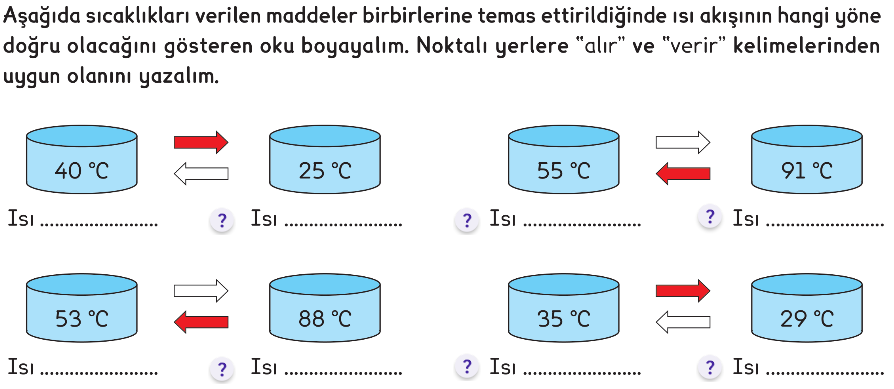 Aşağıda sıcaklıkları verilen maddeler birbirlerine temas ettirildiğinde ısı akışının hangi yöne
doğru olacağını gösteren oku boyayalım. Noktalı yerlere “alır” ve “verir” kelimelerinden
uygun olanını yazalım.
40 °C 25 °C 55 °C 91 °C
Isı ........................ ? Isı ........................ ? Isı ........................ ? Isı ........................
53 °C 88 °C 35 °C 29 °C
Isı ........................ ? Isı ........................ ? Isı ........................ ? Isı ........................